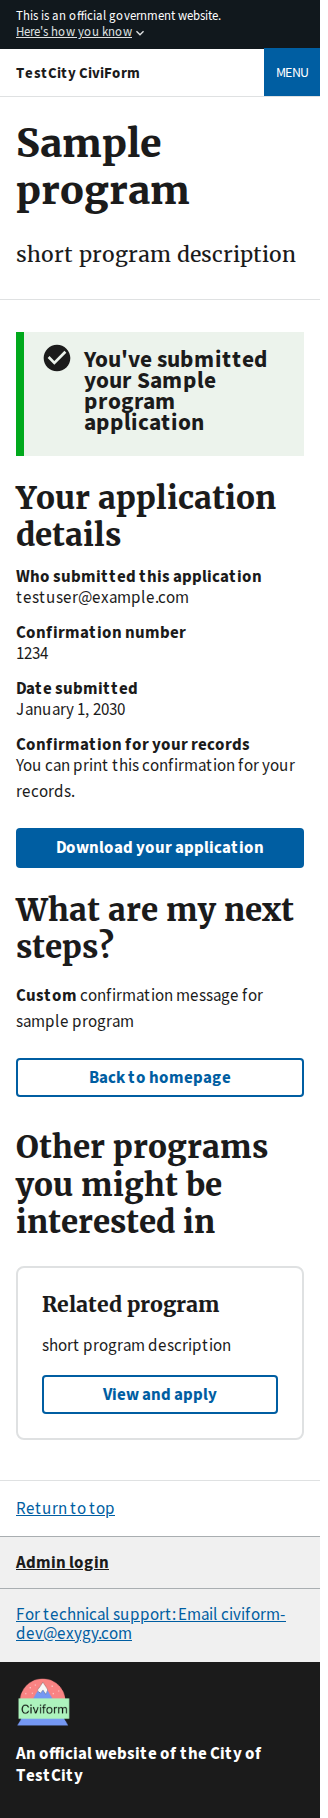 This is an official government website.
Here's how you know
TestCity CiviForm
MENU
Sample
program
short program description
You've submitted
your Sample
program
application
Your application
details
Who submitted this application
testuser@example.com
Confirmation number
1234
Date submitted
January 1, 2030
Confirmation for your records
You can print this confirmation for your
records.
Download your application
What are my next
steps?
Custom confirmation message for
sample program
Back to homepage
Other programs
you might be
interested in
Related program
short program description
View and apply
Return to top
Admin login
For technical support: Email civiform-
dev@exygy.com
Civiform
An official website of the City of
TestCity